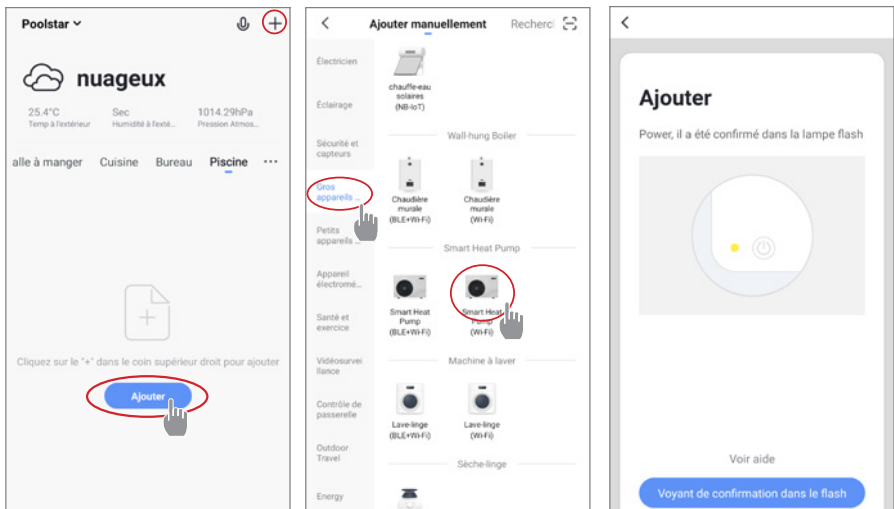 Poolstar
nuageux
25.4°C Sec 1014.29hPa
Temp à l'extérieur Humidité à l'exté... Pression Atmos...
alle à manger Cuisine Bureau Piscine ...
Cliquez sur le "+" dans le coin supérieur droit pour ajouter
Ajouter
Ajouter manuellement Recherc
Électricien
Éclairage
Sécurité et
capteurs
Gros
appareils ...
Petits
appareils ...
Appareil
électromé...
Santé et
exercice
Vidéosurvei
llance
Contrôle de
passerelle
Outdoor
Travel
Energy
chauffe-eau
solaires
(NB-IoT)
Wall-hung Boiler
Chaudière
murale
(BLE+Wi-Fi)
Chaudière
murale
(Wi-Fi)
Smart Heat Pump
Smart Heat
Pump
(BLE+Wi-Fi)
Smart Heat
Pump
(Wi-Fi)
Machine à laver
Lave-linge
(BLE+Wi-Fi)
Lave-linge
(Wi-Fi)
Sèche-linge
Ajouter
Power, il a été confirmé dans la lampe flash
Voir aide
Voyant de confirmation dans le flash